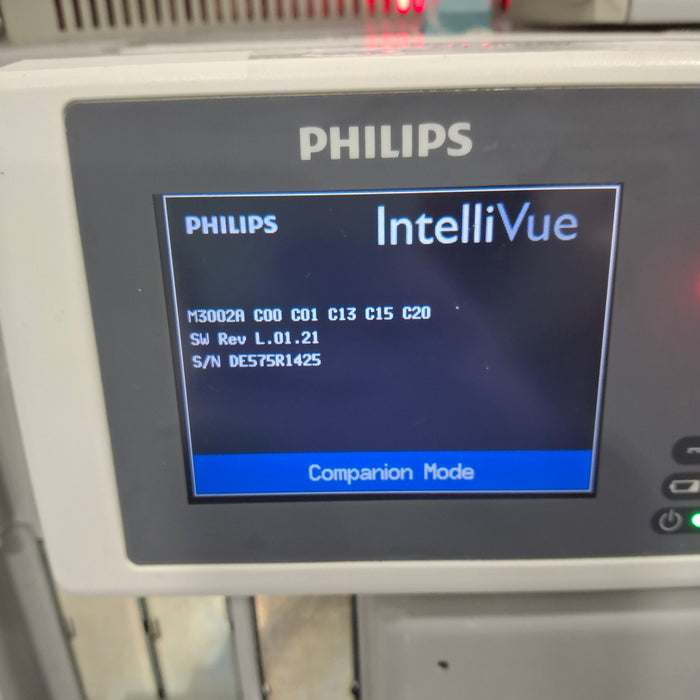 PHILIPS
PHILIPS IntelliVue
M3002A C00 C01 C13 C15 C20
SW Rev L.01.21
S/N DE575R1425
Companion Mode